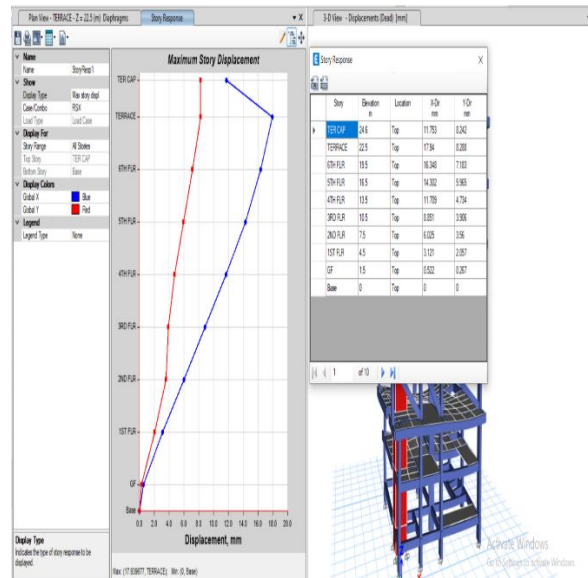 Plan View - TERRACE - Z = 22.5 (m) Diaphragms
Story Response
3-D View - Displacements (Dead) [mm]
Name
Name StoryResp1
Show
Display Type Max story displ
Case/Combo RSX
Load Type Load Case
Display For
Story Range All Stories
Top Story TER CAP
Bottom Story Base
Display Colors
Global X Blue
Global Y Red
Legend
Legend Type None
Display Type
Indicates the type of story response to be
displayed.
Maximum Story Displacement
TER CAP
TERRACE
6TH FLR
5TH FLR
4TH FLR
3RD FLR
2ND FLR
1ST FLR
GF
Base
0.0 2.0 4.0 6.0 8.0 10.0 12.0 14.0 16.0 18.0 20.0
Displacement, mm
Max: (17.939677, TERRACE); Min: (0, Base)
Story Response
Story Elevation Location X-Dir Y-Dir
m mm mm
TER CAP 24.6 Top 11.753 8.242
TERRACE 22.5 Top 17.94 8.288
6TH FLR 19.5 Top 16.348 7.183
5TH FLR 16.5 Top 14.302 5.965
4TH FLR 13.5 Top 11.709 4.734
3RD FLR 10.5 Top 8.851 3.906
2ND FLR 7.5 Top 6.025 3.56
1ST FLR 4.5 Top 3.121 2.057
GF 1.5 Top 0.522 0.267
Base 0 Top 0 0
1 of 10
Activate Windows
Go to Settings to activate Windows.